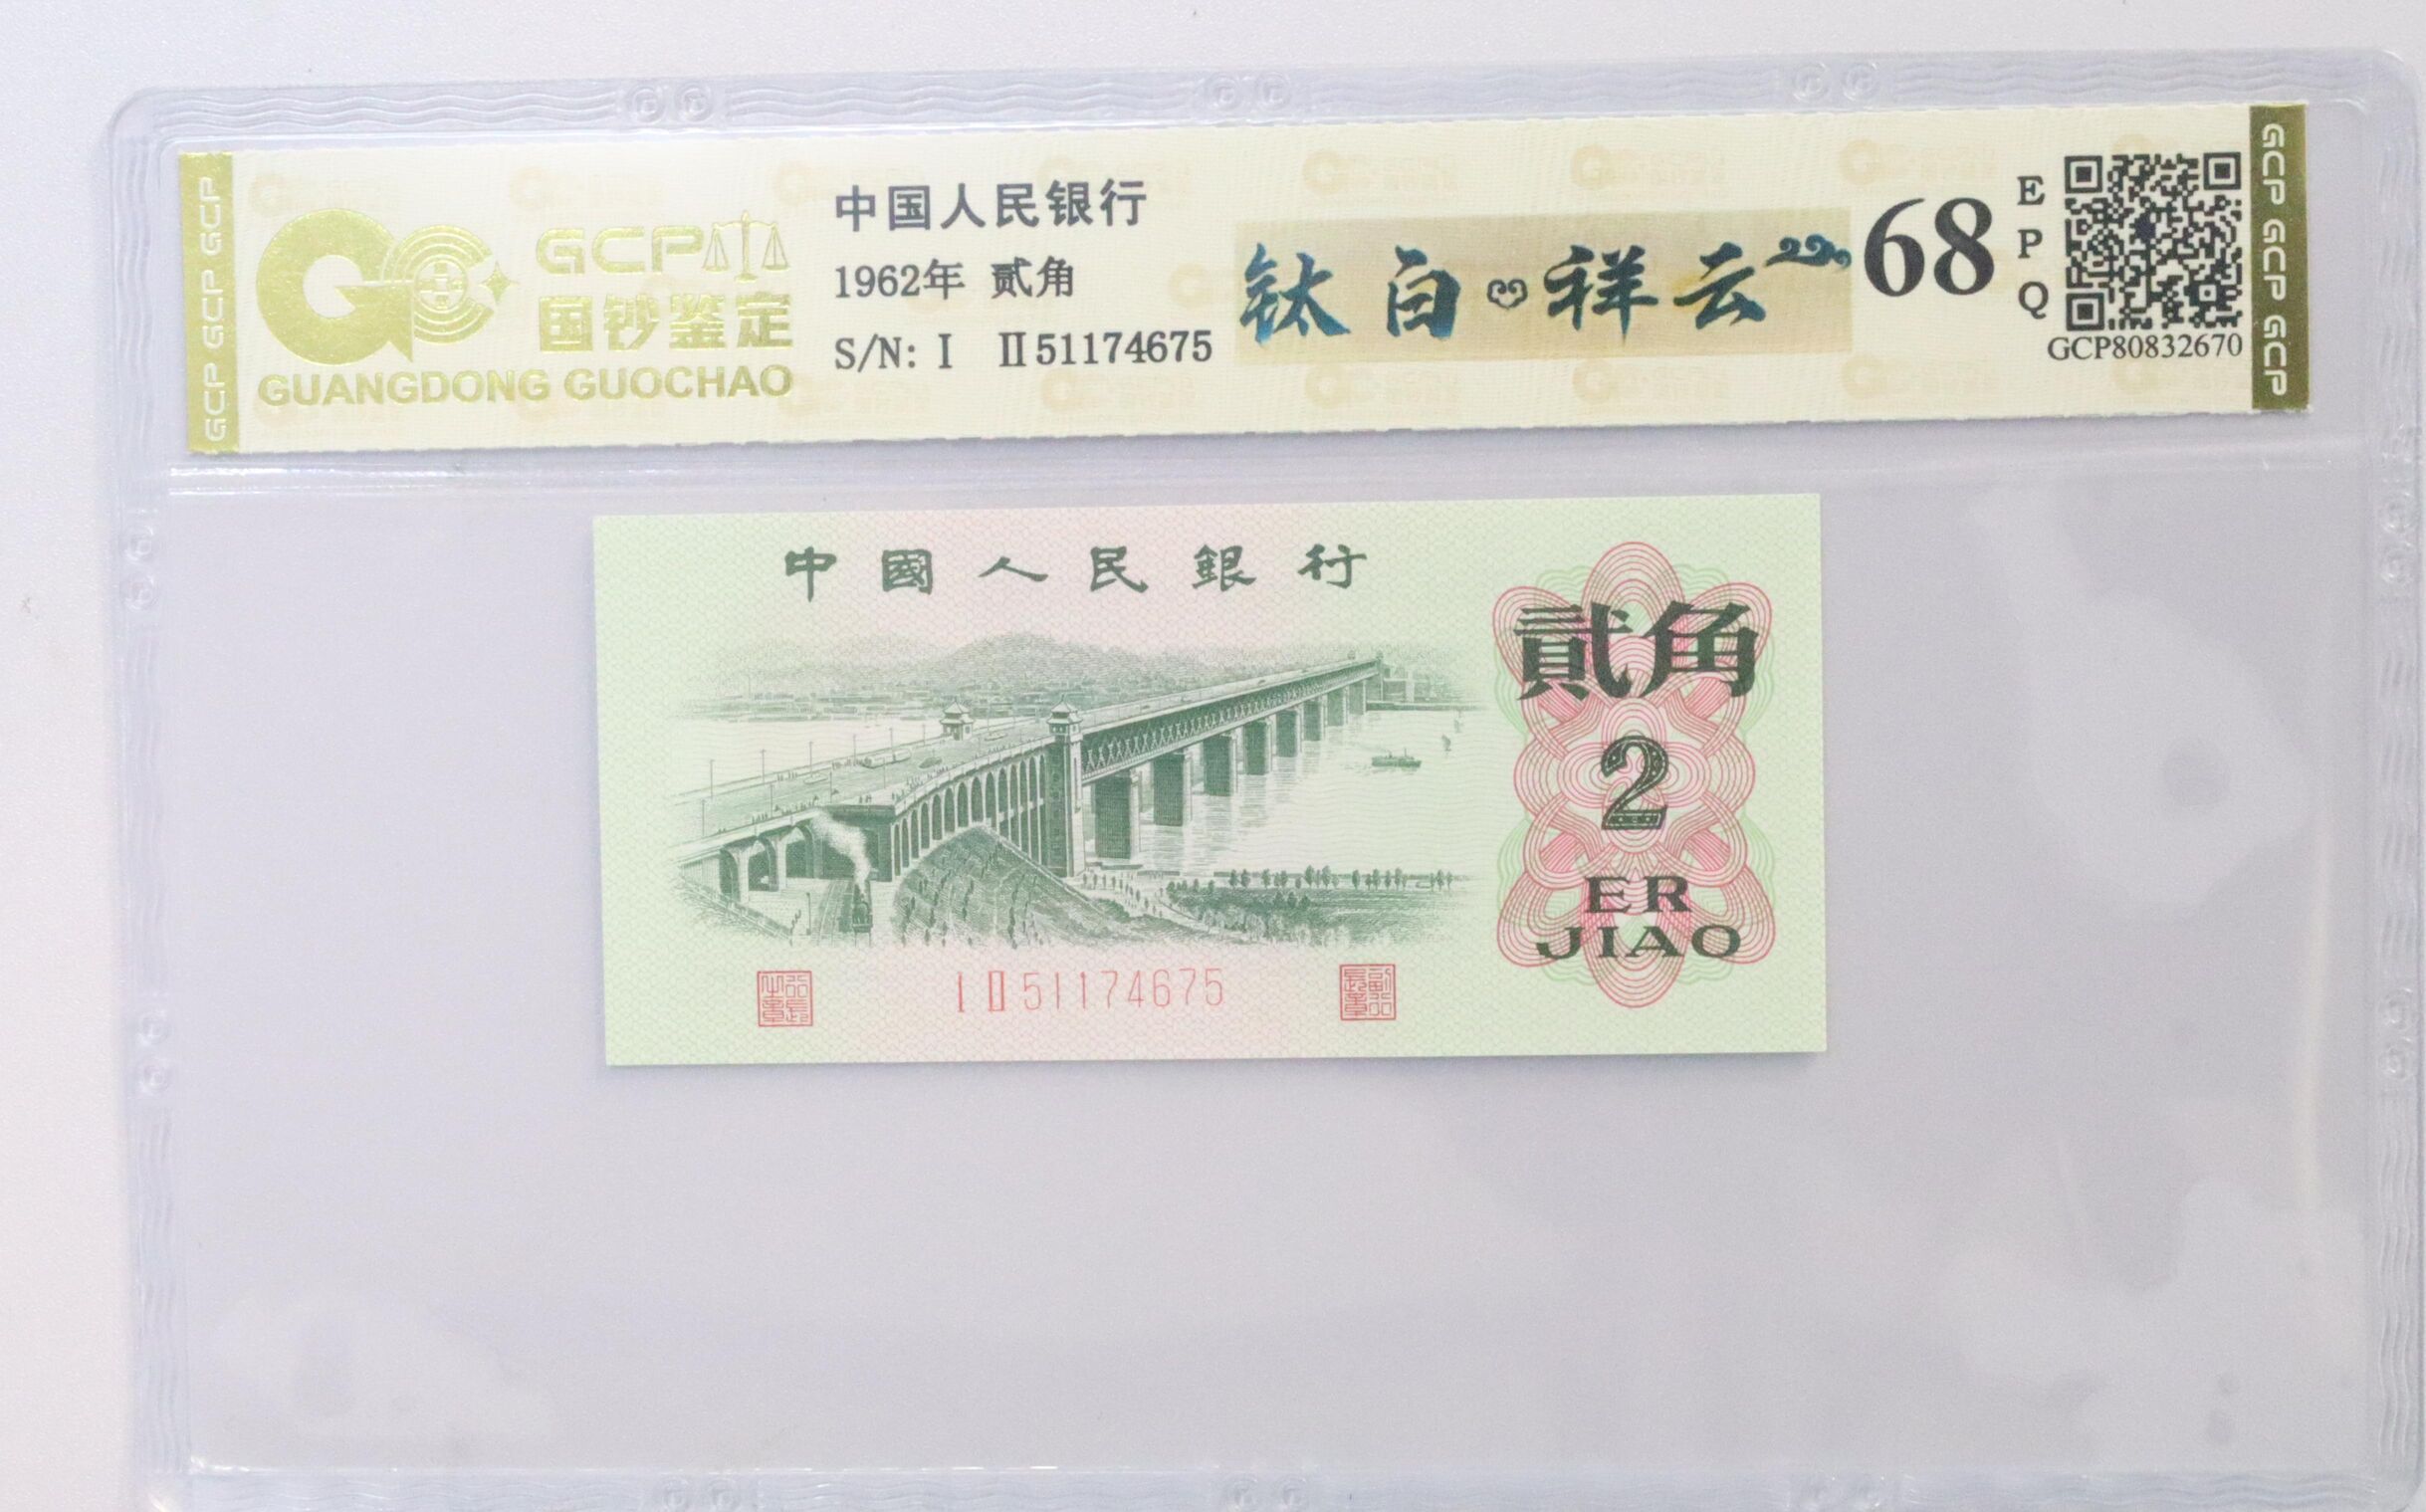 GCP GCP GCP
GCP
国钞鉴定
GUANGDONG GUOCHAO
中国人民银行
1962年 贰角
S/N: I II51174675
钛白祥云
68
EPQ
GCP80832670
GCP GCP GCP
中國人民銀行
貳角
2
ER
JIAO
I II 51174675